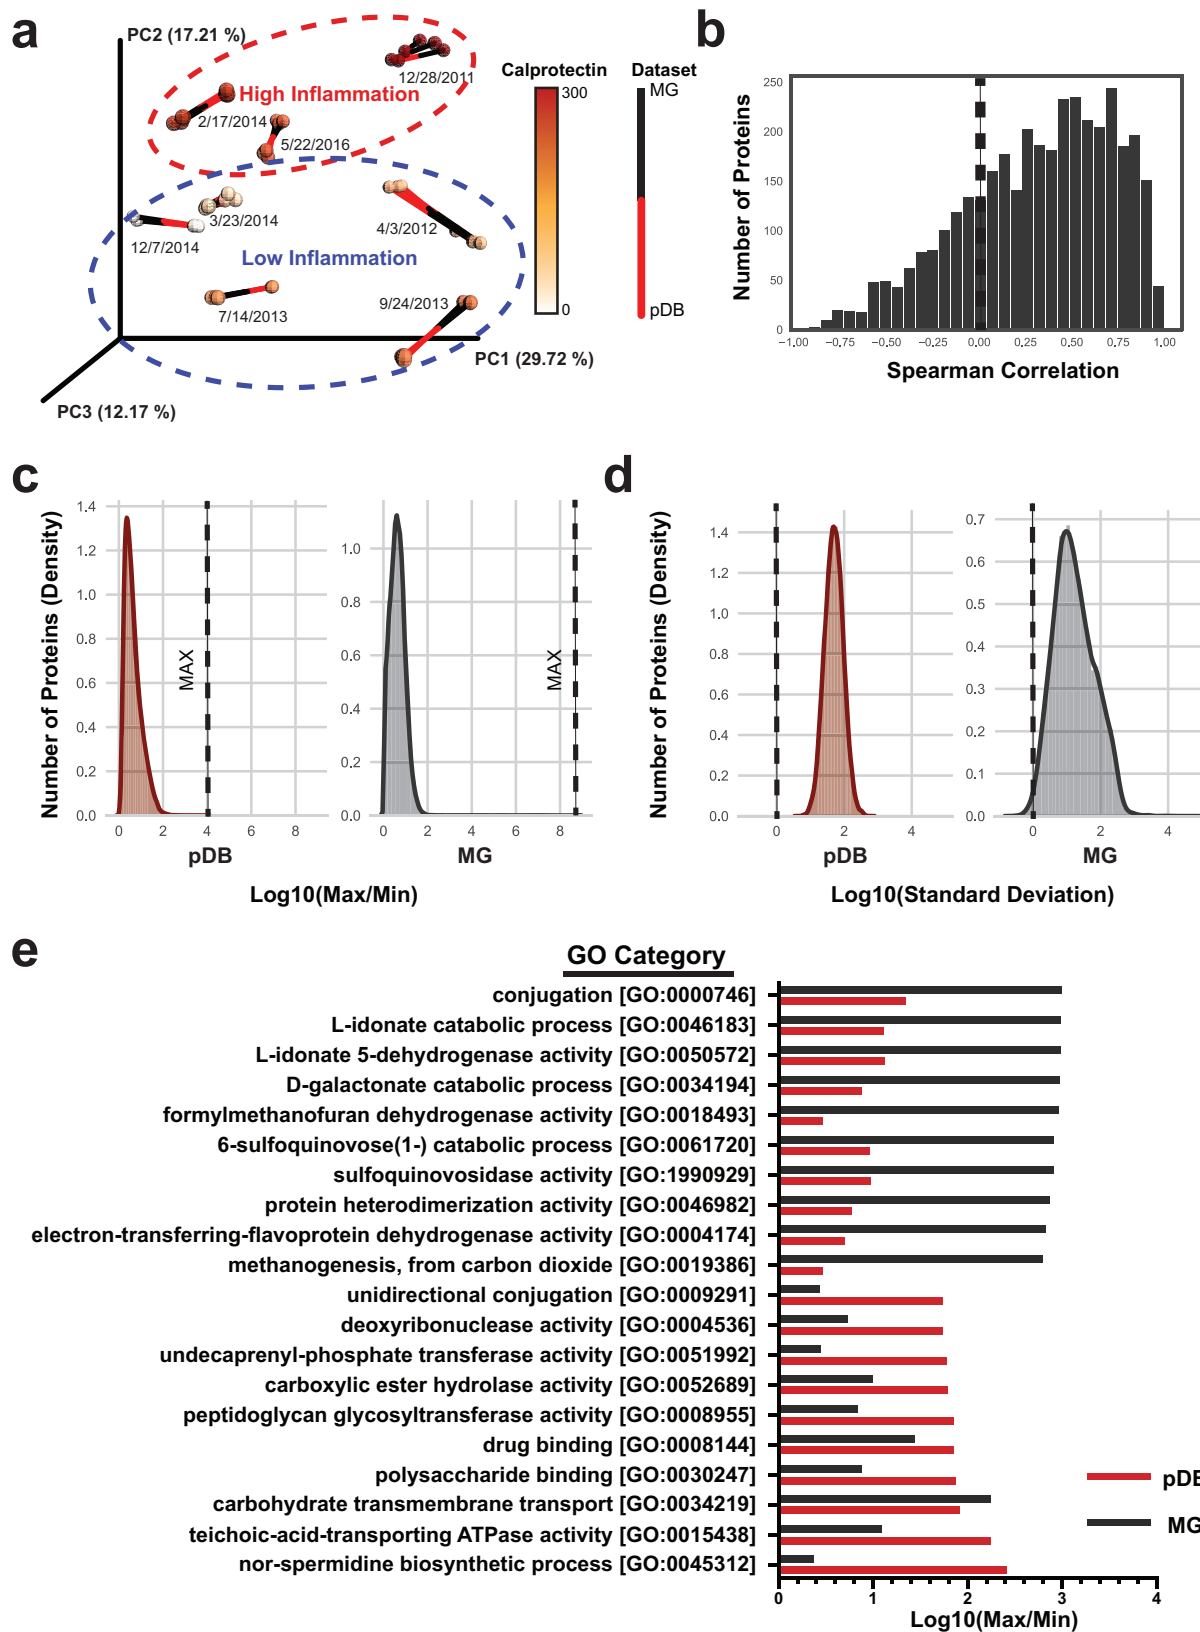 a
PC2 (17.21 %)
12/28/2011
High Inflammation
2/17/2014
5/22/2016
3/23/2014
12/7/2014
4/3/2012
Low Inflammation
9/24/2013
7/14/2013
PC1 (29.72 %)
PC3 (12.17 %)
Calprotectin
300
0
Dataset
MG
pDB
b
Number of Proteins
250
200
150
100
50
0
−1,00 −0,75 −0,50 −0,25 0,00 0,25 0,50 0,75 1,00
Spearman Correlation
c
Number of Proteins (Density)
1.4
1.2
1.0
0.8
0.6
0.4
0.2
0.0
MAX
0 2 4 6 8
pDB
1.0
0.8
0.6
0.4
0.2
0.0
MAX
0 2 4 6 8
MG
Log10(Max/Min)
d
Number of Proteins (Density)
1.4
1.2
1.0
0.8
0.6
0.4
0.2
0.0
0 2 4
pDB
0.7
0.6
0.5
0.4
0.3
0.2
0.1
0.0
0 2 4
MG
Log10(Standard Deviation)
e
GO Category
conjugation [GO:0000746]
L-idonate catabolic process [GO:0046183]
L-idonate 5-dehydrogenase activity [GO:0050572]
D-galactonate catabolic process [GO:0034194]
formylmethanofuran dehydrogenase activity [GO:0018493]
6-sulfoquinovose(1-) catabolic process [GO:0061720]
sulfoquinovosidase activity [GO:1990929]
protein heterodimerization activity [GO:0046982]
electron-transferring-flavoprotein dehydrogenase activity [GO:0004174]
methanogenesis, from carbon dioxide [GO:0019386]
unidirectional conjugation [GO:0009291]
deoxyribonuclease activity [GO:0004536]
undecaprenyl-phosphate transferase activity [GO:0051992]
carboxylic ester hydrolase activity [GO:0052689]
peptidoglycan glycosyltransferase activity [GO:0008955]
drug binding [GO:0008144]
polysaccharide binding [GO:0030247]
carbohydrate transmembrane transport [GO:0034219]
teichoic-acid-transporting ATPase activity [GO:0015438]
nor-spermidine biosynthetic process [GO:0045312]
pDB
MG
0 1 2 3 4
Log10(Max/Min)